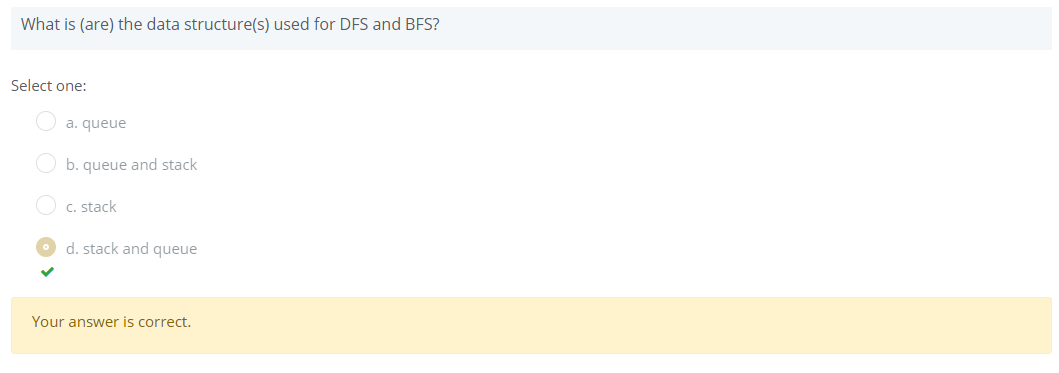 What is (are) the data structure(s) used for DFS and BFS?
Select one:
a. queue
b. queue and stack
c. stack
d. stack and queue
Your answer is correct.